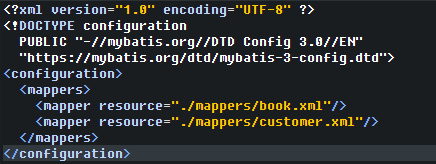 <?xml version="1.0" encoding="UTF-8" ?>
<!DOCTYPE configuration
PUBLIC "-//mybatis.org//DTD Config 3.0//EN"
"https://mybatis.org/dtd/mybatis-3-config.dtd">
<configuration>
<mappers>
<mapper resource="./mappers/book.xml"/>
<mapper resource="./mappers/customer.xml"/>
</mappers>
</configuration>